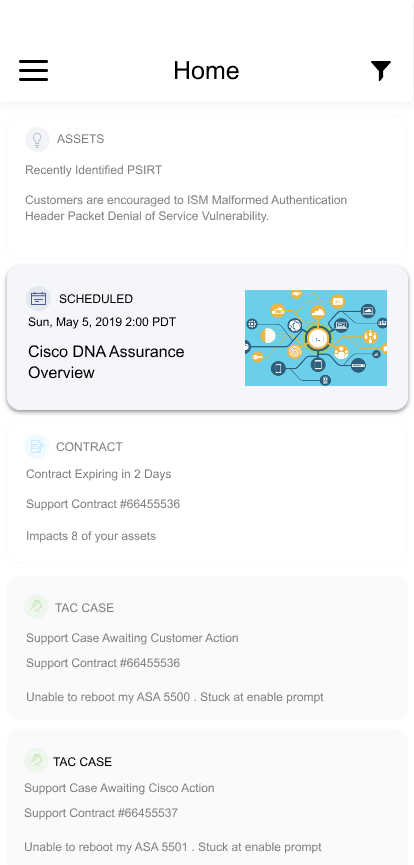 Home
ASSETS
Recently Identified PSIRT
Customers are encouraged to ISM Malformed Authentication
Header Packet Denial of Service Vulnerability.
SCHEDULED
Sun, May 5, 2019 2:00 PDT
Cisco DNA Assurance
Overview
CONTRACT
Contract Expiring in 2 Days
Support Contract #66455536
Impacts 8 of your assets
TAC CASE
Support Case Awaiting Customer Action
Support Contract #66455536
Unable to reboot my ASA 5500 . Stuck at enable prompt
TAC CASE
Support Case Awaiting Cisco Action
Support Contract #66455537
Unable to reboot my ASA 5501 . Stuck at enable prompt